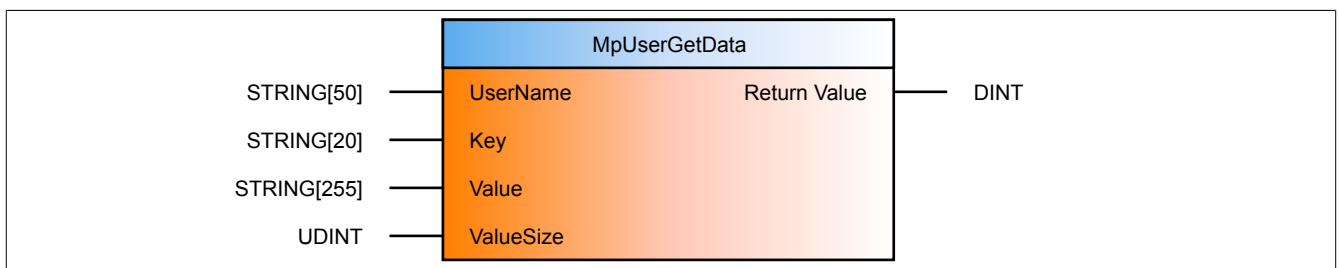 MpUserGetData
STRING[50] UserName Return Value DINT
STRING[20] Key
STRING[255] Value
UDINT ValueSize